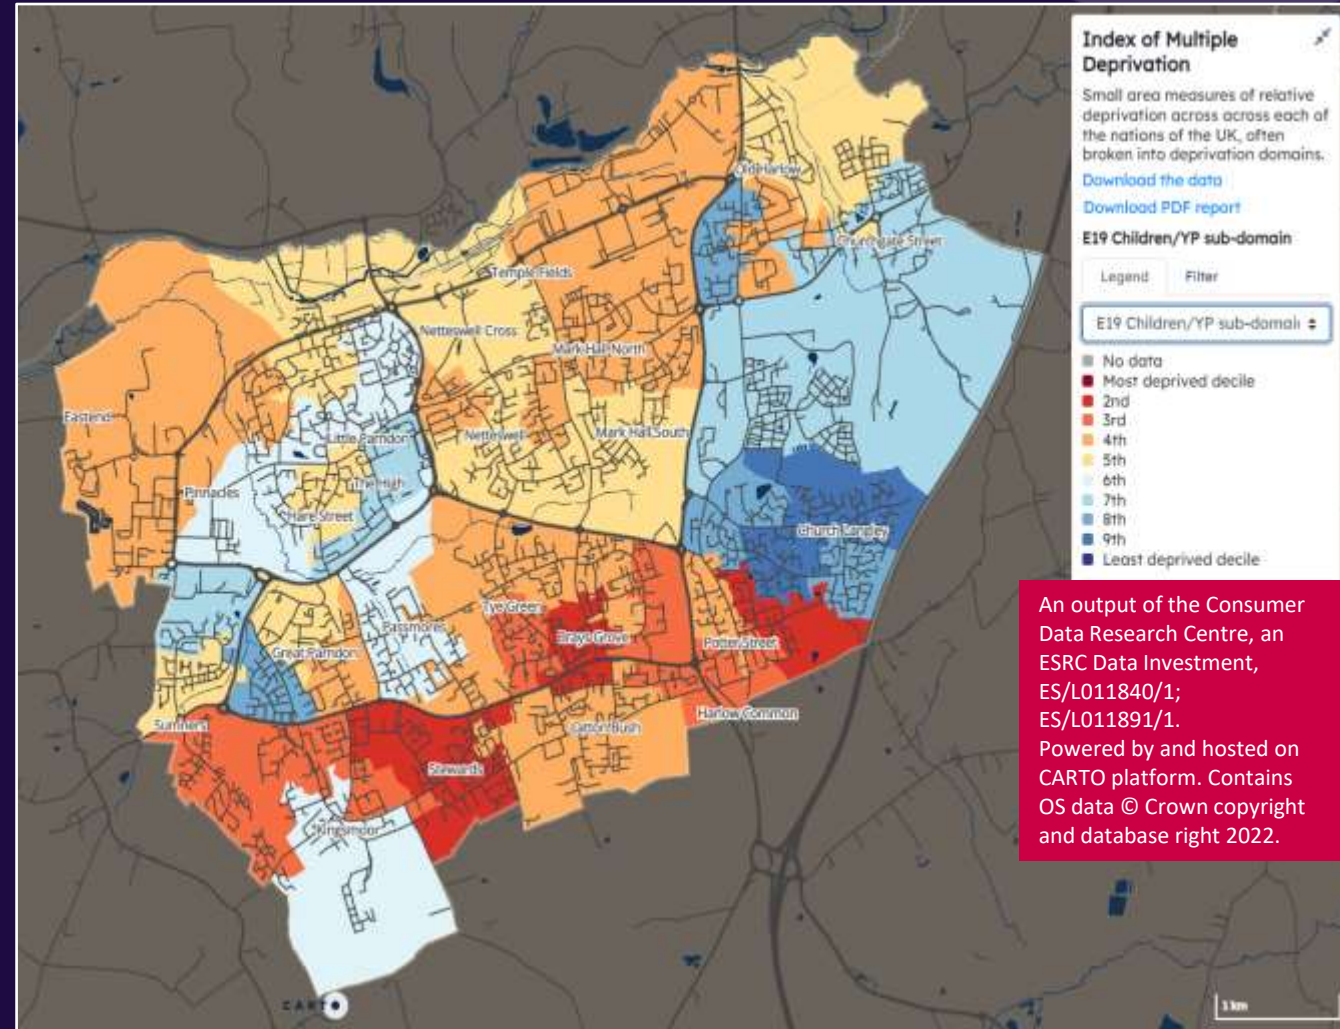 Index of Multiple
Deprivation
Small area measures of relative
deprivation across across each of
the nations of the UK, often
broken into deprivation domains.
Download the data
Download PDF report
E19 Children/YP sub-domain
Legend
Filter
E19 Children/YP sub-domai
No data
Most deprived decile
2nd
3rd
4th
5th
6th
7th
8th
9th
Least deprived decile
An output of the Consumer
Data Research Centre, an
ESRC Data Investment,
ES/L011840/1;
ES/L011891/1.
Powered by and hosted on
CARTO platform. Contains
OS data © Crown copyright
and database right 2022.
Old Harlow
Churchgate Street
Temple Fields
Netteswell Cross
Mark Hall North
Eastend
Little Parndon
Netteswell
Mark Hall South
The High
Pinnacles
Hare Street
Church Langley
Tye Green
Passmores
Brays Grove
Potter Street
Great Parndon
Sumners
Latton Bush
Harlow Common
Stewards
Kingsmoor
CARTO
1 km